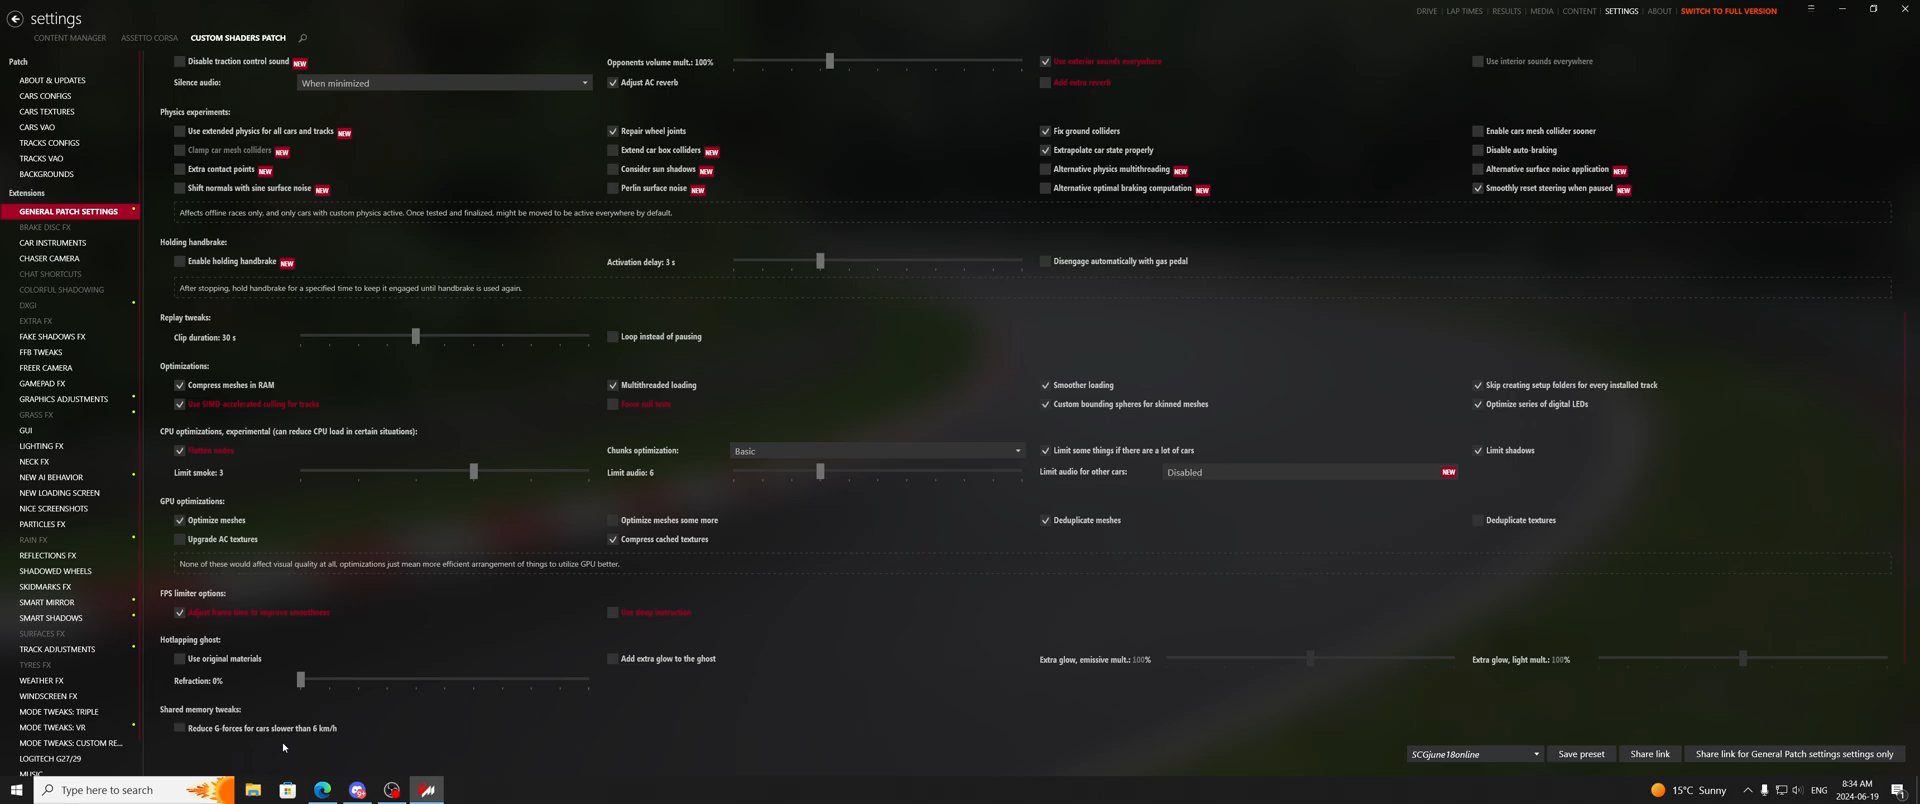 settings
DRIVE LAP TIMES RESULTS MEDIA CONTENT SETTINGS ABOUT SWITCH TO FULL VERSION
CONTENT MANAGER ASSETTO CORSA CUSTOM SHADERS PATCH
Patch
ABOUT & UPDATES
CARS CONFIGS
CARS TEXTURES
CARS VAO
TRACKS CONFIGS
TRACKS VAO
BACKGROUNDS
Extensions
GENERAL PATCH SETTINGS
BRAKE DISC FX
CAR INSTRUMENTS
CHASER CAMERA
CHAT SHORTCUTS
COLORFUL SHADOWING
DXGI
EXTRA FX
FAKE SHADOWS FX
FFB TWEAKS
FREER CAMERA
GAMEPAD FX
GRAPHICS ADJUSTMENTS
GRASS FX
GUI
LIGHTING FX
NECK FX
NEW AI BEHAVIOR
NEW LOADING SCREEN
NICE SCREENSHOTS
PARTICLES FX
RAIN FX
REFLECTIONS FX
SHADOWED WHEELS
SKIDMARKS FX
SMART MIRROR
SMART SHADOWS
SURFACES FX
TRACK ADJUSTMENTS
TYRES FX
WEATHER FX
WINDSCREEN FX
MODE TWEAKS: TRIPLE
MODE TWEAKS: VR
MODE TWEAKS: CUSTOM RE...
LOGITECH G27/29
MUSIC
Disable traction control sound NEW Opponents volume mult.: 100% Use exterior sounds everywhere Use interior sounds everywhere
Silence audio: When minimized Adjust AC reverb Add extra reverb
Physics experiments:
Use extended physics for all cars and tracks NEW Repair wheel joints Fix ground colliders Enable cars mesh collider sooner
Clamp car mesh colliders NEW Extend car box colliders NEW Extrapolate car state properly Disable auto-braking
Extra contact points NEW Consider sun shadows NEW Alternative physics multithreading NEW Alternative surface noise application NEW
Shift normals with sine surface noise NEW Perlin surface noise NEW Alternative optimal braking computation NEW Smoothly reset steering when paused NEW
Affects offline races only, and only cars with custom physics active. Once tested and finalized, might be moved to be active everywhere by default.
Holding handbrake:
Enable holding handbrake NEW Activation delay: 3 s Disengage automatically with gas pedal
After stopping, hold handbrake for a specified time to keep it engaged until handbrake is used again.
Replay tweaks:
Clip duration: 30 s Loop instead of pausing
Optimizations:
Compress meshes in RAM Multithreaded loading Smoother loading Skip creating setup folders for every installed track
Use SIMD-accelerated culling for tracks Force cull tests Custom bounding spheres for skinned meshes Optimize series of digital LEDs
CPU optimizations, experimental (can reduce CPU load in certain situations):
Flatten nodes Chunks optimization: Basic Limit some things if there are a lot of cars Limit shadows
Limit smoke: 3 Limit audio: 6 Limit audio for other cars: Disabled NEW
GPU optimizations:
Optimize meshes Optimize meshes some more Deduplicate meshes Deduplicate textures
Upgrade AC textures Compress cached textures
None of these would affect visual quality at all, optimizations just mean more efficient arrangement of things to utilize GPU better.
FPS limiter options:
Adjust frame time to improve smoothness Use sleep instruction
Hotlapping ghost:
Use original materials Add extra glow to the ghost Extra glow, emissive mult.: 100% Extra glow, light mult.: 100%
Refraction: 0%
Shared memory tweaks:
Reduce G-forces for cars slower than 6 km/h
SCGjune18online Save preset Share link Share link for General Patch settings settings only
Type here to search
15°C Sunny ENG 8:34 AM
2024-06-19